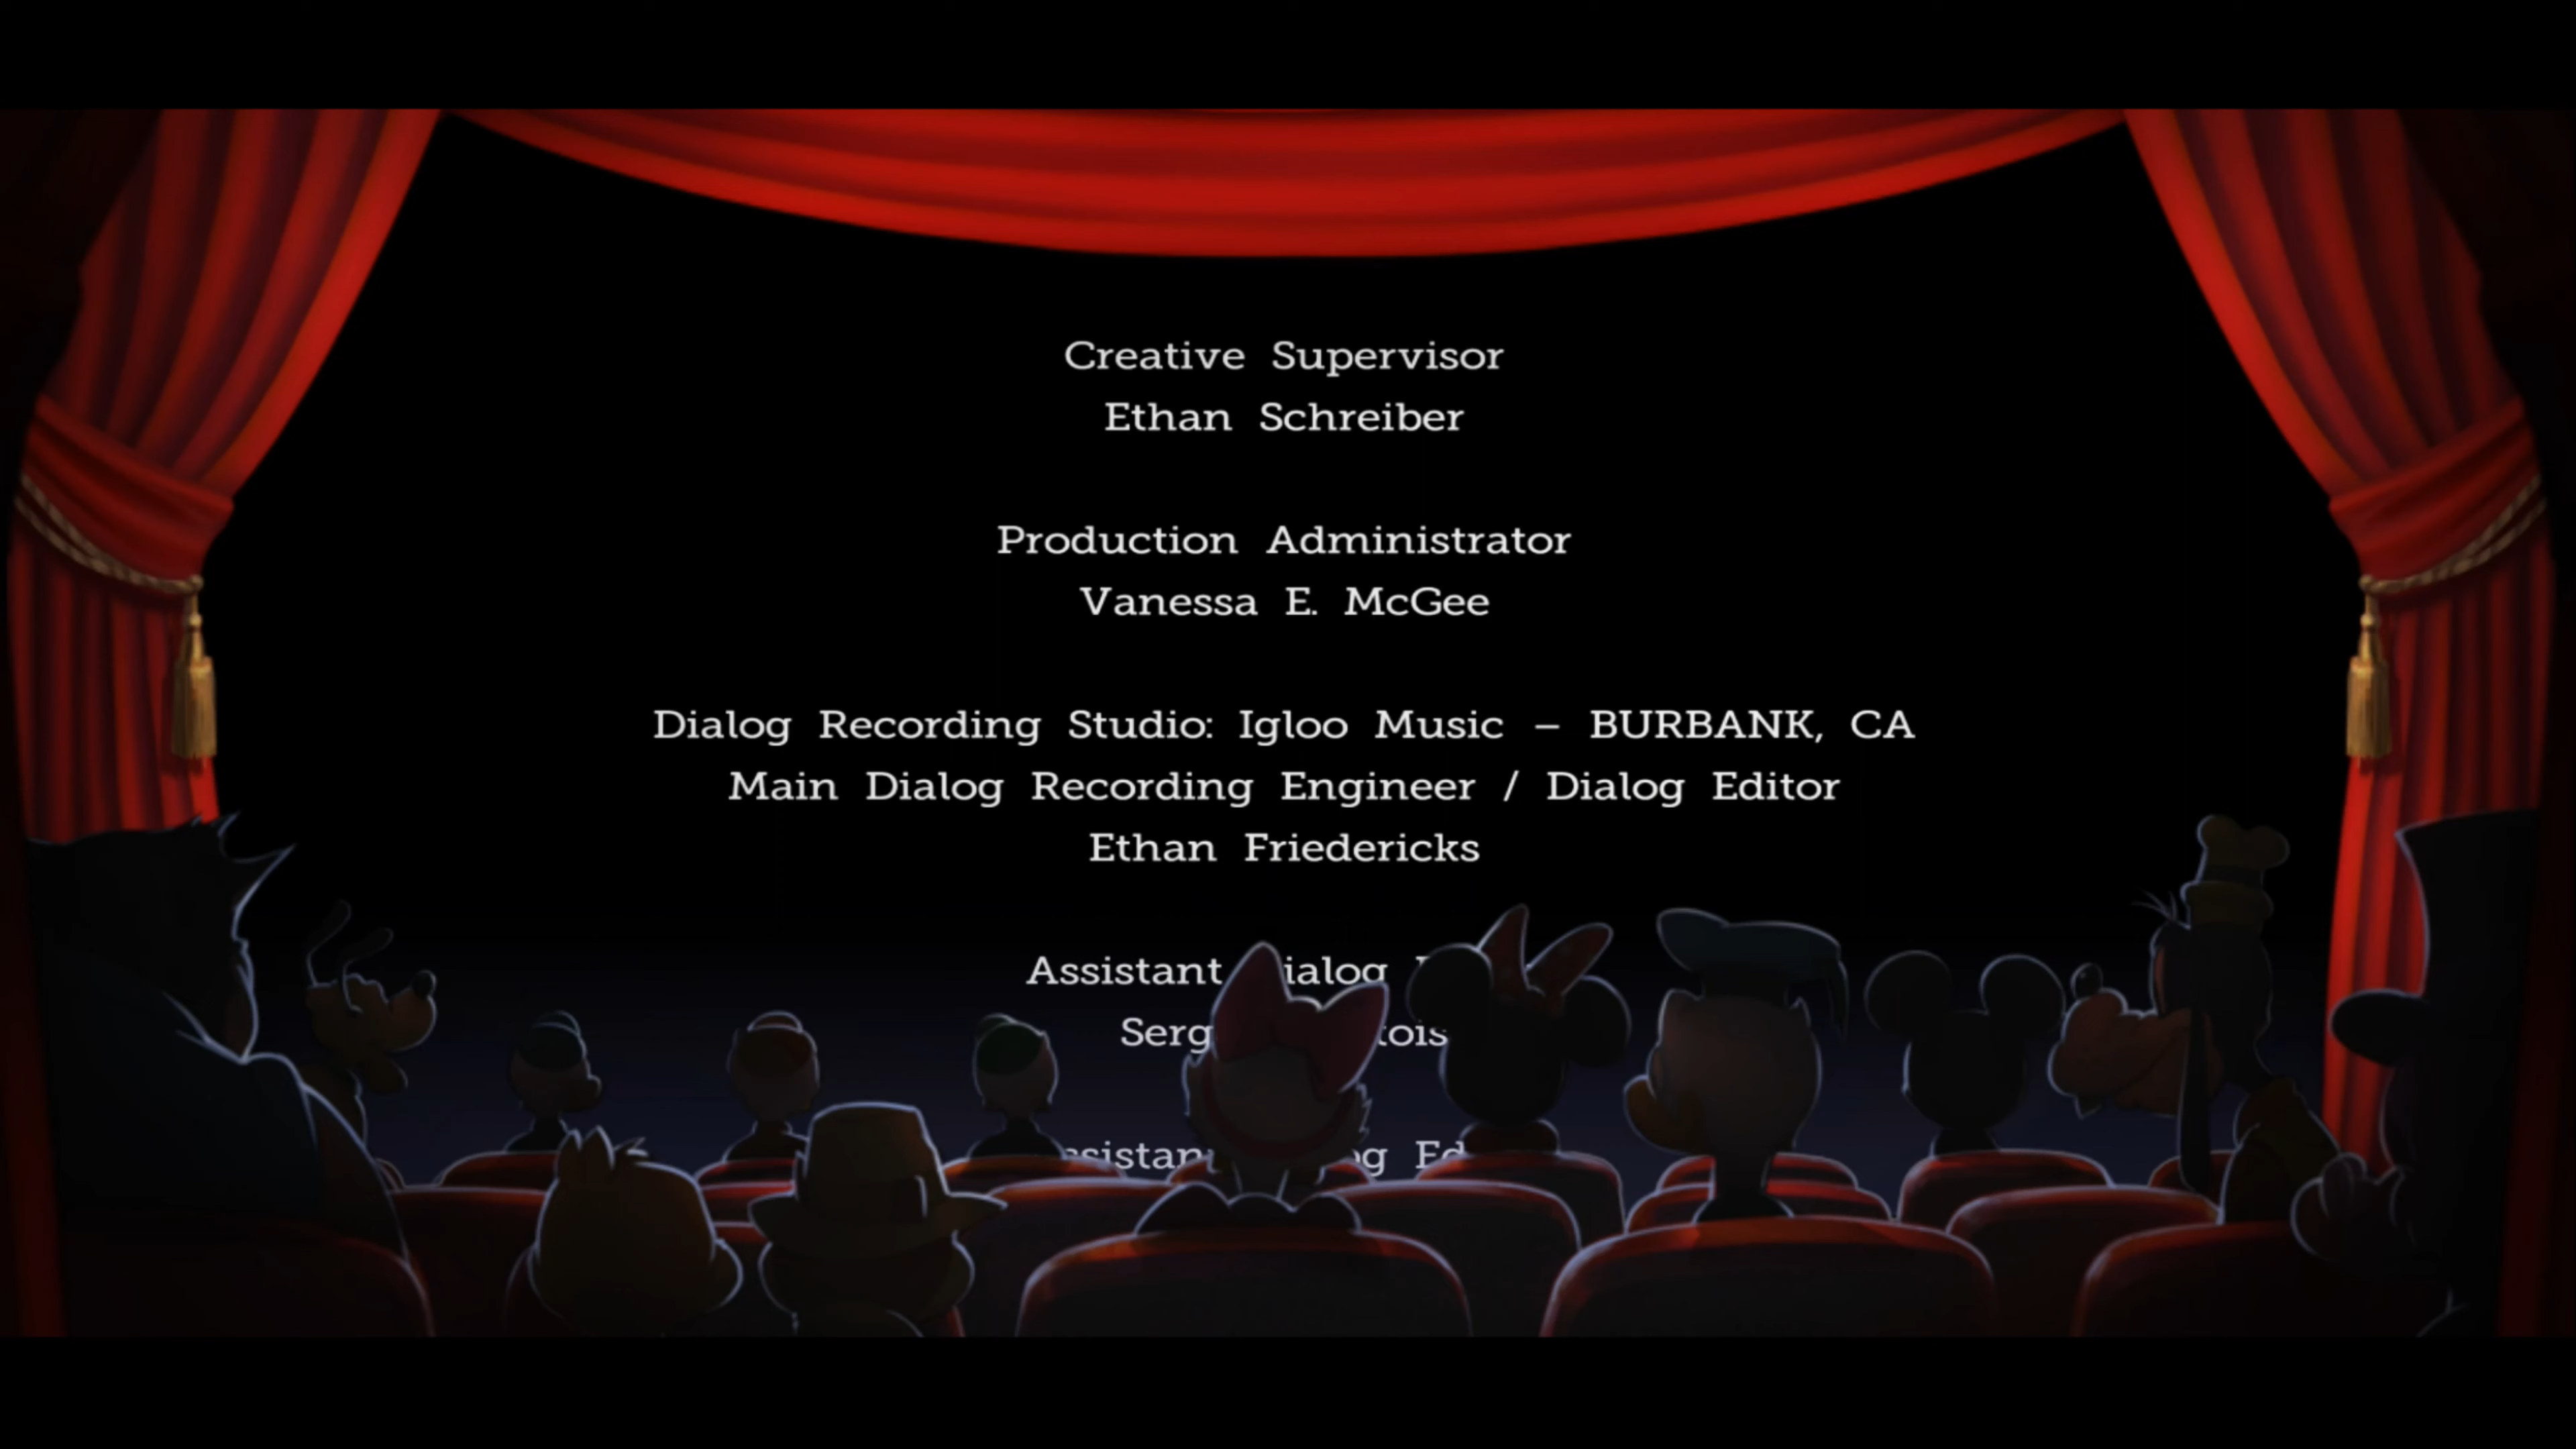 Creative Supervisor
Ethan Schreiber
Production Administrator
Vanessa E. McGee
Dialog Recording Studio: Igloo Music – BURBANK, CA
Main Dialog Recording Engineer / Dialog Editor
Ethan Friedericks
Assistant